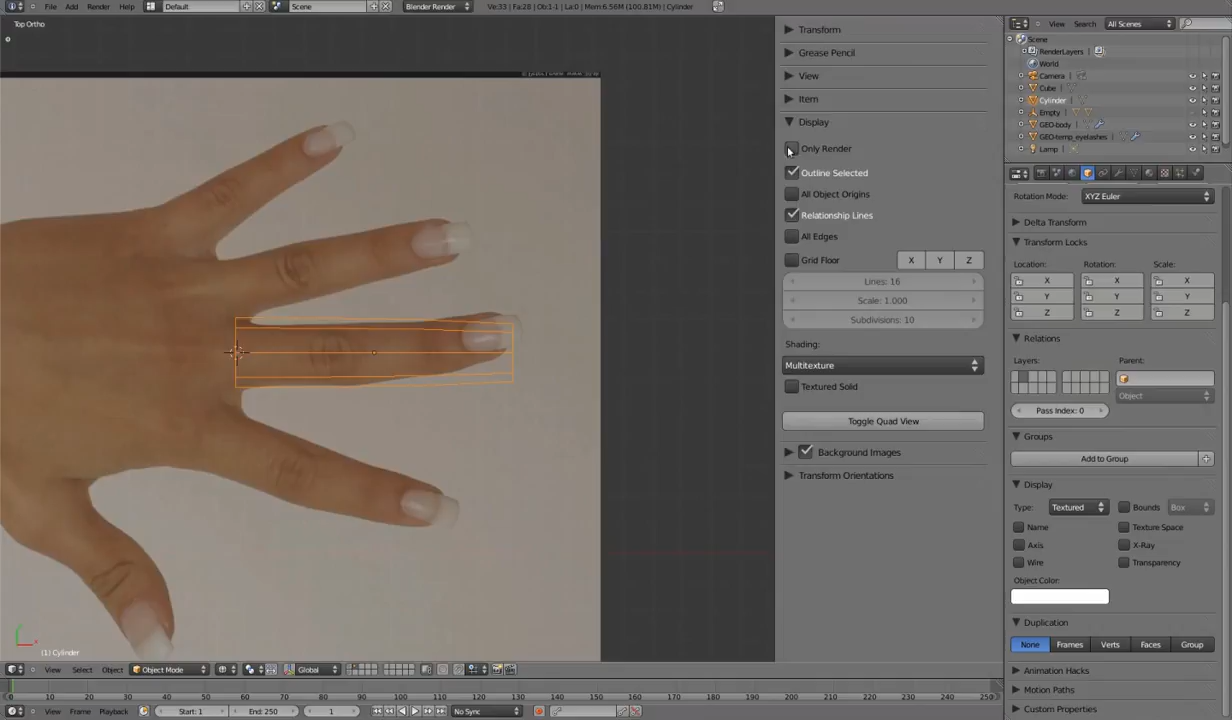 File Add Render Help Default Scene Blender Render Ve:33 | Fa:28 | Ob:1-1 | La:0 | Mem:6.56M (100.81M) | Cylinder
Top Ortho
Transform
Grease Pencil
View
Item
Display
Only Render
Outline Selected
All Object Origins
Relationship Lines
All Edges
Grid Floor X Y Z
Lines: 16
Scale: 1.000
Subdivisions: 10
Shading:
Multitexture
Textured Solid
Toggle Quad View
Background Images
Transform Orientations
View Search All Scenes
Scene
RenderLayers
World
Camera
Cube
Cylinder
Empty
GEO-body
GEO-temp_eyelashes
Lamp
Rotation Mode: XYZ Euler
Delta Transform
Transform Locks
Location: Rotation: Scale:
X X X
Y Y Y
Z Z Z
Relations
Layers: Parent:
Object
Pass Index: 0
Groups
Add to Group
Display
Type: Textured Bounds Box
Name Texture Space
Axis X-Ray
Wire Transparency
Object Color:
Duplication
None Frames Verts Faces Group
Animation Hacks
Motion Paths
Custom Properties
(1) Cylinder
View Select Object Object Mode Global
0 10 20 30 40 50 60 70 80 90 100 110 120 130 140 150 160 170 180 190 200 210 220 230 240 250
View Frame Playback Start: 1 End: 250 1 No Sync